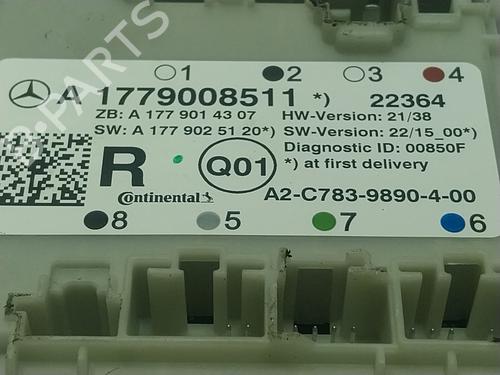 1 2 3 4
A 1779008511 *) 22364
ZB: A 177 901 43 07 HW-Version: 21/38
SW: A 177 902 51 20*) SW-Version: 22/15_00*)
Diagnostic ID: 00850F
R Q01 *) at first delivery
Continental A2-C783-9890-4-00
8 5 7 6
PARTS